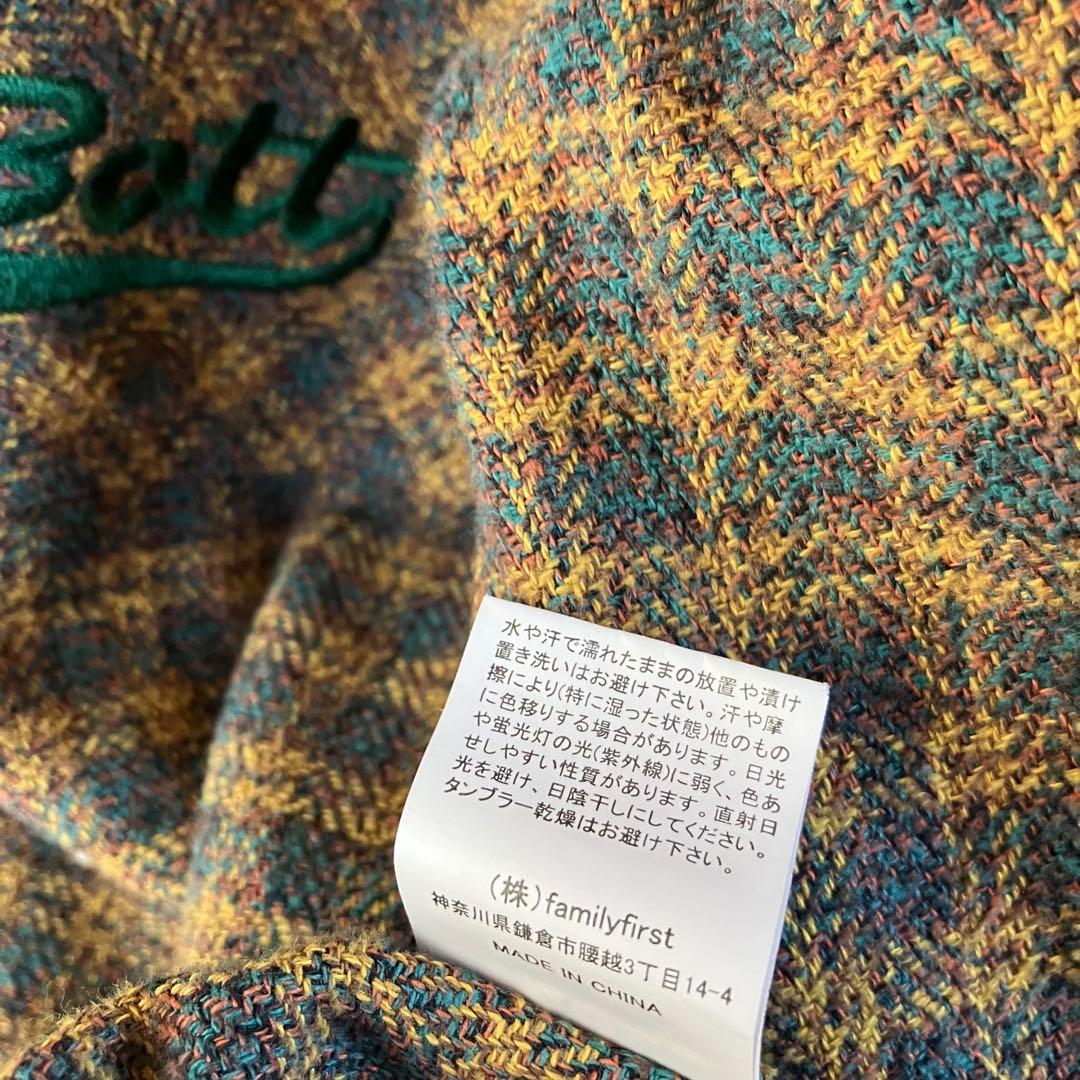 Batt
水や汗で濡れたままの放置や漬け
置き洗いはお避け下さい。汗や摩
擦により(特に湿った状態)他のもの
に色移りする場合があります。日光
や蛍光灯の光(紫外線)に弱く、色あ
せしやすい性質があります。直射日
光を避け、日陰干しにしてください。
タンブラー乾燥はお避け下さい。
(株)familyfirst
神奈川県鎌倉市腰越3丁目14-4
MADE IN CHINA